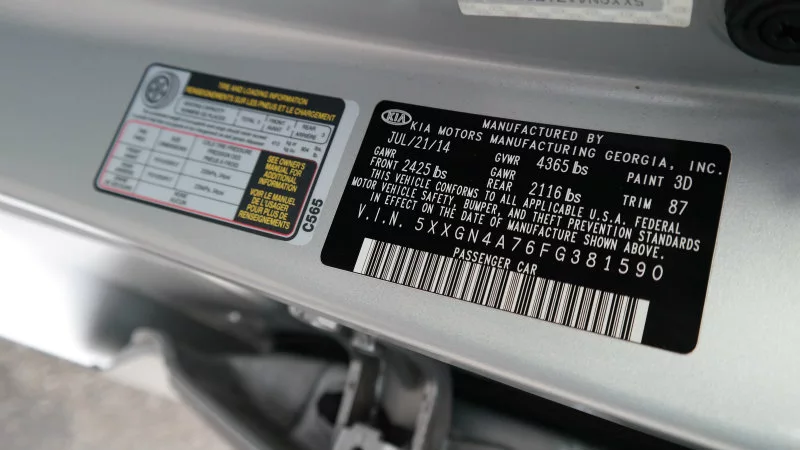 TIRE AND LOADING INFORMATION
RENSEIGNEMENTS SUR LES PNEUS ET LE CHARGEMENT
SEE OWNER'S
MANUAL FOR
ADDITIONAL
INFORMATION
VOIR LE MANUEL
DE L'USAGER
POUR PLUS DE
RENSEIGNEMENTS
C565
KIA
MANUFACTURED BY
KIA MOTORS MANUFACTURING GEORGIA, INC.
JUL/21/14 GVWR 4365 lbs PAINT 3D
GAWR FRONT 2425 lbs GAWR REAR 2116 lbs TRIM 87
THIS VEHICLE CONFORMS TO ALL APPLICABLE U.S.A. FEDERAL
MOTOR VEHICLE SAFETY, BUMPER, AND THEFT PREVENTION STANDARDS
IN EFFECT ON THE DATE OF MANUFACTURE SHOWN ABOVE.
V.I.N. 5XXGN4A76FG381590
PASSENGER CAR